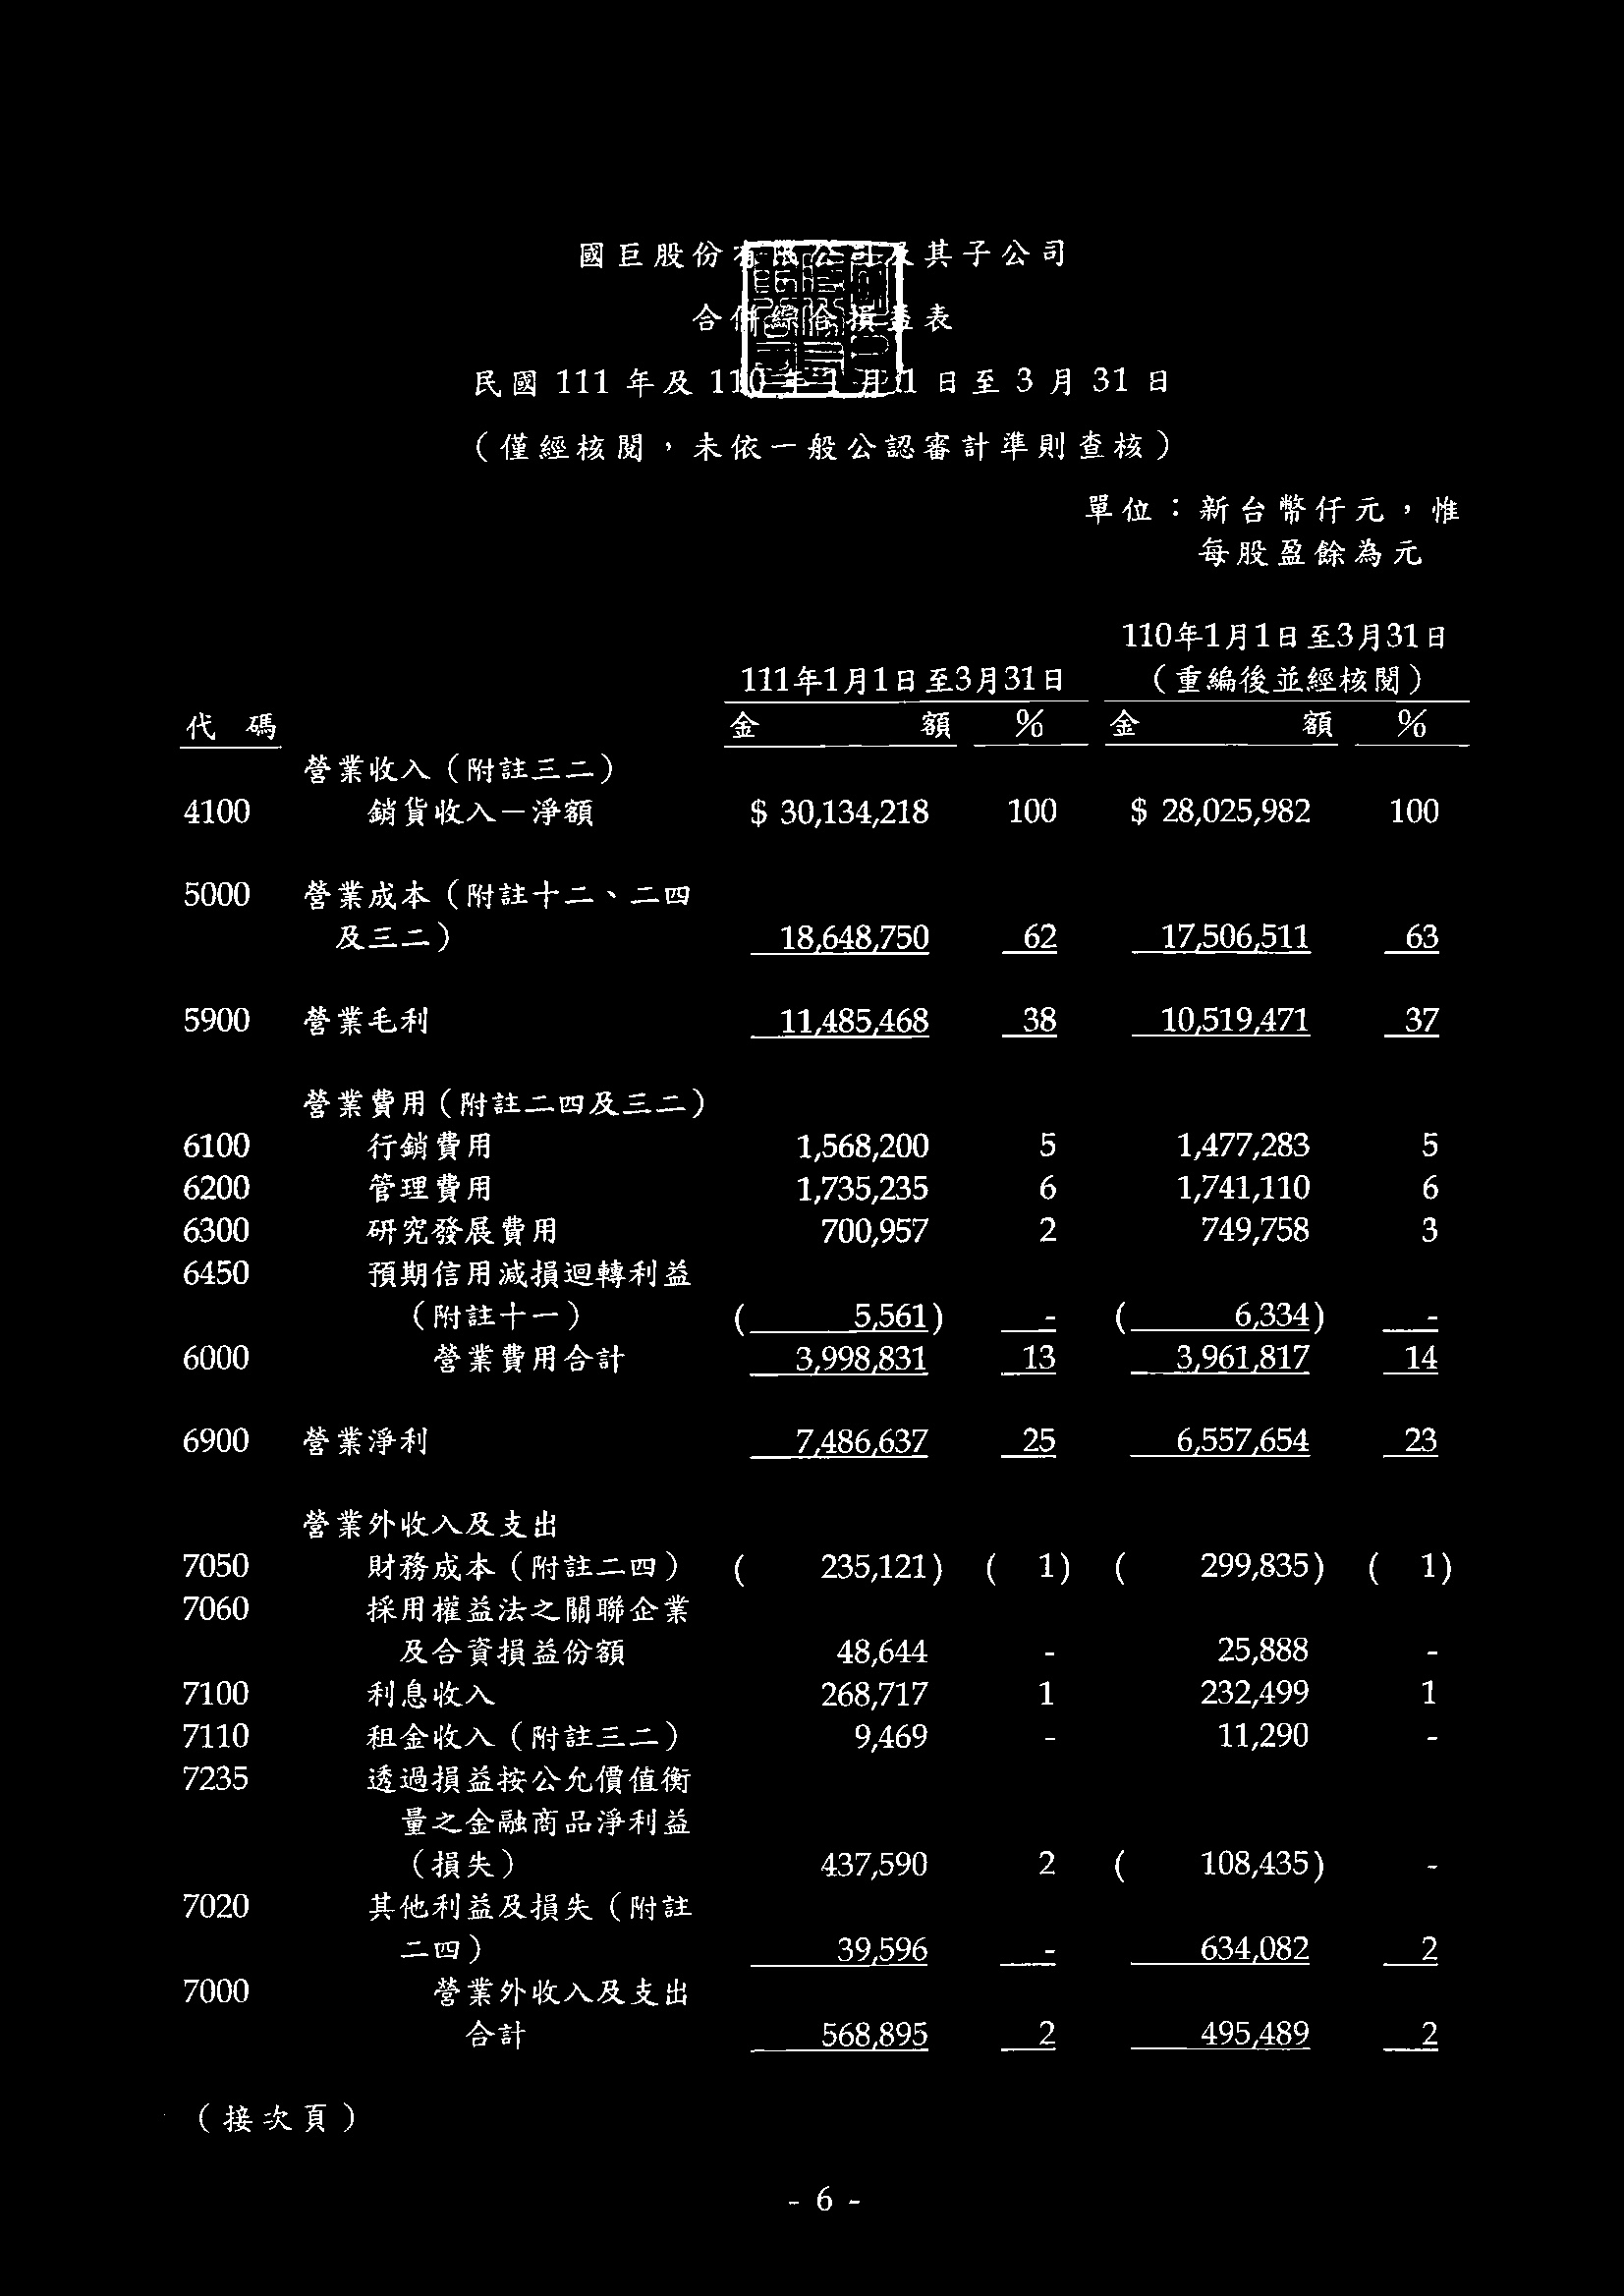 國巨股份有限公司及其子公司
合併綜合損益表
民國 111 年及 110 年 1 月 1 日至 3 月 31 日
（僅經核閱，未依一般公認審計準則查核）
單位：新台幣仟元，惟
每股盈餘為元
110年1月1日至3月31日
111年1月1日至3月31日 （重編後並經核閱）
代 碼 金 額 % 金 額 %
營業收入（附註三二）
4100 銷貨收入－淨額 $ 30,134,218 100 $ 28,025,982 100
5000 營業成本（附註十二、二四
及三二） 18,648,750 62 17,506,511 63
5900 營業毛利 11,485,468 38 10,519,471 37
營業費用（附註二四及三二）
6100 行銷費用 1,568,200 5 1,477,283 5
6200 管理費用 1,735,235 6 1,741,110 6
6300 研究發展費用 700,957 2 749,758 3
6450 預期信用減損迴轉利益
（附註十一） ( 5,561) - ( 6,334) -
6000 營業費用合計 3,998,831 13 3,961,817 14
6900 營業淨利 7,486,637 25 6,557,654 23
營業外收入及支出
7050 財務成本（附註二四） ( 235,121) ( 1) ( 299,835) ( 1)
7060 採用權益法之關聯企業
及合資損益份額 48,644 - 25,888 -
7100 利息收入 268,717 1 232,499 1
7110 租金收入（附註三二） 9,469 - 11,290 -
7235 透過損益按公允價值衡
量之金融商品淨利益
（損失） 437,590 2 ( 108,435) -
7020 其他利益及損失（附註
二四） 39,596 - 634,082 2
7000 營業外收入及支出
合計 568,895 2 495,489 2
（接次頁）
- 6 -